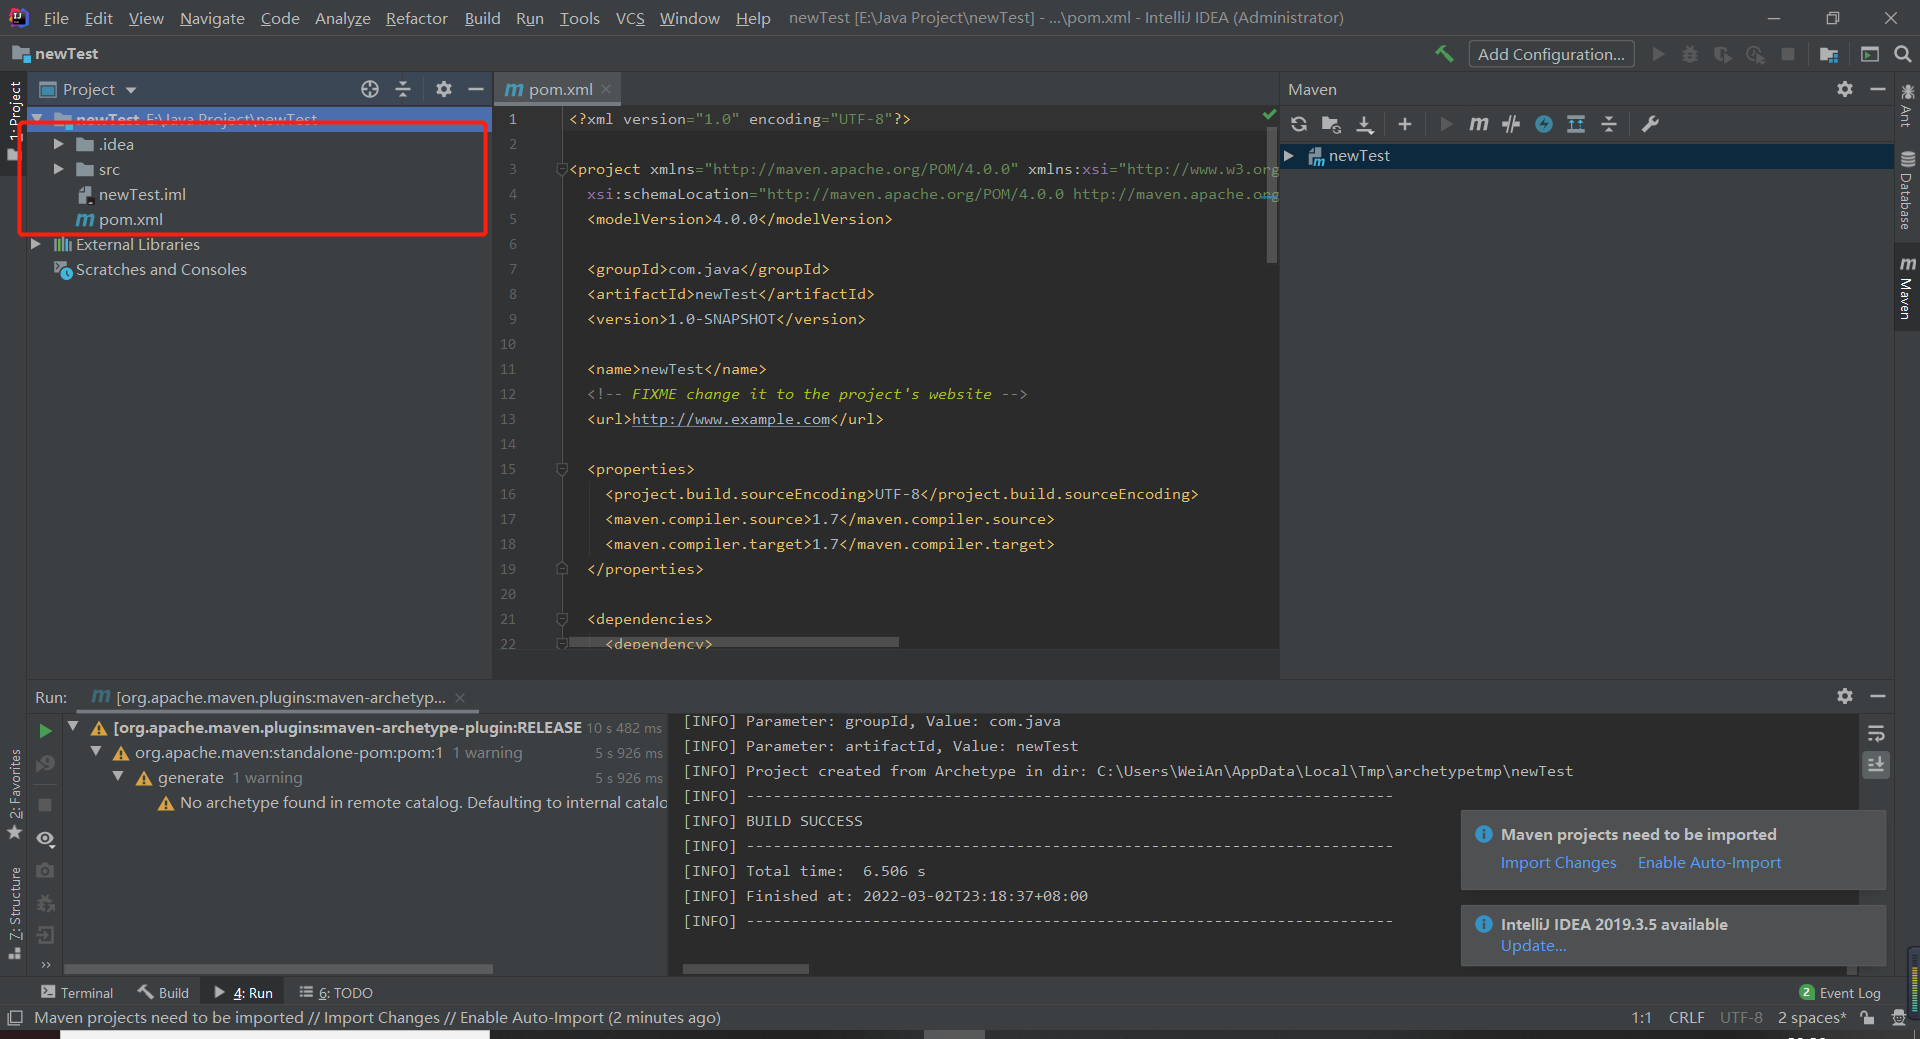 File Edit View Navigate Code Analyze Refactor Build Run Tools VCS Window Help newTest [E:\Java Project\newTest] - ...\pom.xml - IntelliJ IDEA (Administrator)
newTest
Add Configuration...
1: Project
Project
newTest E:\Java Project\newTest
.idea
src
newTest.iml
pom.xml
External Libraries
Scratches and Consoles
pom.xml
1 <?xml version="1.0" encoding="UTF-8"?>
2
3 <project xmlns="http://maven.apache.org/POM/4.0.0" xmlns:xsi="http://www.w3.org
4 xsi:schemaLocation="http://maven.apache.org/POM/4.0.0 http://maven.apache.org
5 <modelVersion>4.0.0</modelVersion>
6
7 <groupId>com.java</groupId>
8 <artifactId>newTest</artifactId>
9 <version>1.0-SNAPSHOT</version>
10
11 <name>newTest</name>
12 <!-- FIXME change it to the project's website -->
13 <url>http://www.example.com</url>
14
15 <properties>
16 <project.build.sourceEncoding>UTF-8</project.build.sourceEncoding>
17 <maven.compiler.source>1.7</maven.compiler.source>
18 <maven.compiler.target>1.7</maven.compiler.target>
19 </properties>
20
21 <dependencies>
22 <dependency>
Maven
newTest
Ant
Database
Maven
Run: [org.apache.maven.plugins:maven-archetyp...
[org.apache.maven.plugins:maven-archetype-plugin:RELEASE 10 s 482 ms
org.apache.maven:standalone-pom:pom:1 1 warning 5 s 926 ms
generate 1 warning 5 s 926 ms
No archetype found in remote catalog. Defaulting to internal catalo
[INFO] Parameter: groupId, Value: com.java
[INFO] Parameter: artifactId, Value: newTest
[INFO] Project created from Archetype in dir: C:\Users\WeiAn\AppData\Local\Tmp\archetypetmp\newTest
[INFO] ------------------------------------------------------------------------
[INFO] BUILD SUCCESS
[INFO] ------------------------------------------------------------------------
[INFO] Total time:  6.506 s
[INFO] Finished at: 2022-03-02T23:18:37+08:00
[INFO] ------------------------------------------------------------------------
Maven projects need to be imported
Import Changes Enable Auto-Import
IntelliJ IDEA 2019.3.5 available
Update...
2: Favorites
7: Structure
Terminal Build 4: Run 6: TODO
2 Event Log
Maven projects need to be imported // Import Changes // Enable Auto-Import (2 minutes ago)
1:1 CRLF UTF-8 2 spaces*